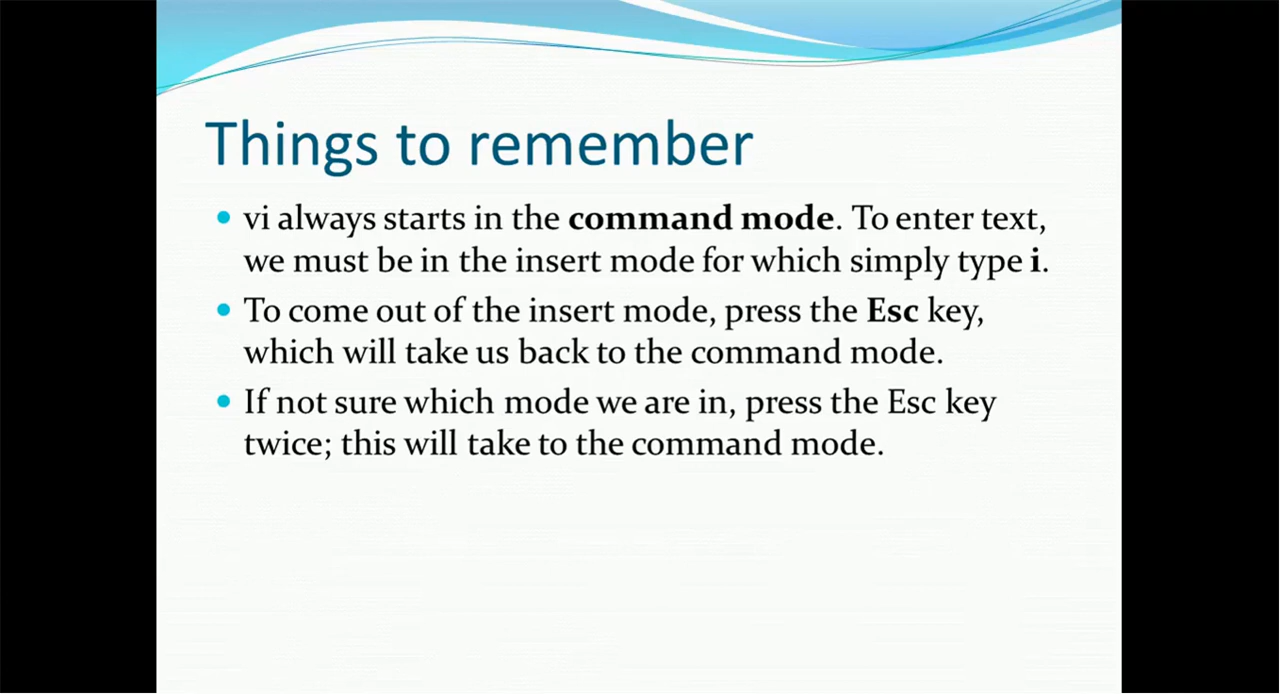 Things to remember
vi always starts in the command mode. To enter text,
we must be in the insert mode for which simply type i.
To come out of the insert mode, press the Esc key,
which will take us back to the command mode.
If not sure which mode we are in, press the Esc key
twice; this will take to the command mode.